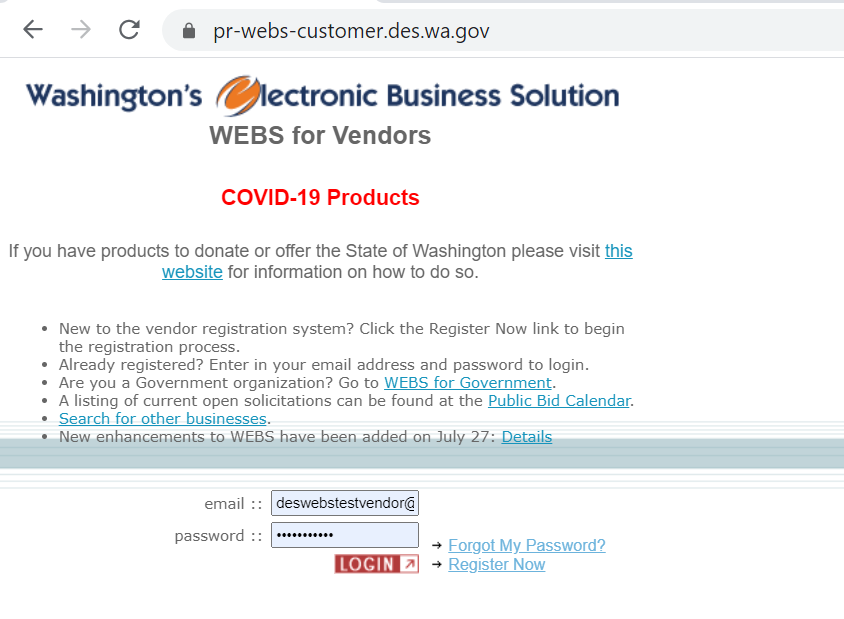 pr-webs-customer.des.wa.gov
Washington's electronic Business Solution
WEBS for Vendors
COVID-19 Products
If you have products to donate or offer the State of Washington please visit this
website for information on how to do so.
• New to the vendor registration system? Click the Register Now link to begin
the registration process.
• Already registered? Enter in your email address and password to login.
• Are you a Government organization? Go to WEBS for Government.
• A listing of current open solicitations can be found at the Public Bid Calendar.
• Search for other businesses.
• New enhancements to WEBS have been added on July 27: Details
email :: deswebstestvendor@
password :: •••••••••••
→ Forgot My Password?
LOGIN → Register Now